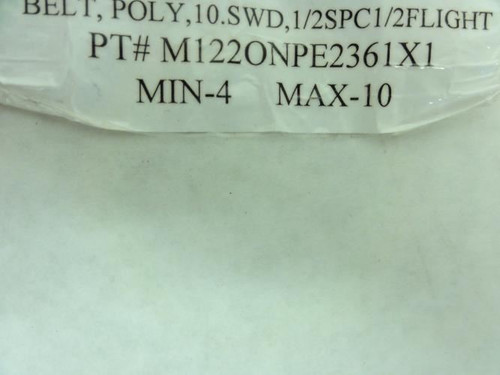 BELT, POLY,10.SWD,1/2SPC1/2FLIGHT
PT# M122ONPE2361X1
MIN-4 MAX-10